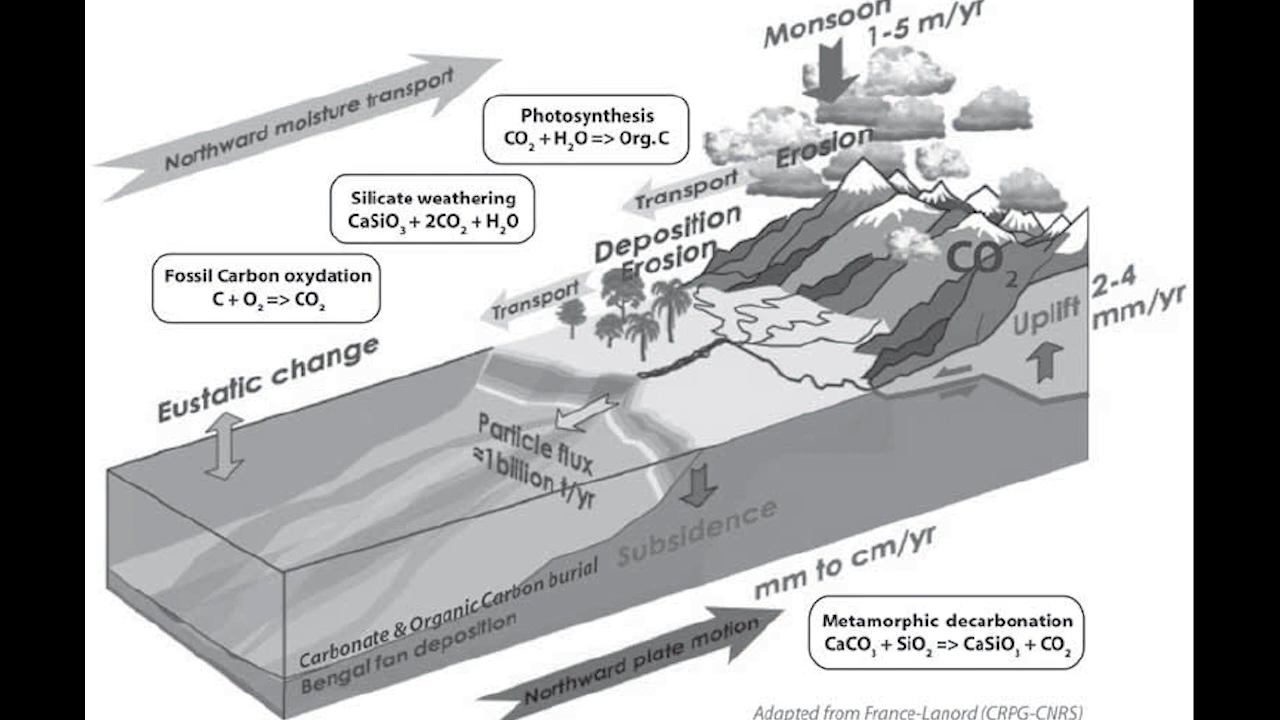 Monsoon
1-5 m/yr
Northward moisture transport
Photosynthesis
CO₂ + H₂O => Org.C
Erosion
Transport
Silicate weathering
CaSiO₃ + 2CO₂ + H₂O
Deposition
Erosion
CO₂
Fossil Carbon oxydation
C + O₂ => CO₂
Transport
Uplift
2-4
mm/yr
Eustatic change
Particle flux
≈1billion t/yr
Subsidence
mm to cm/yr
Carbonate & Organic Carbon burial
Bengal fan deposition
Northward plate motion
Metamorphic decarbonation
CaCO₃ + SiO₂ => CaSiO₃ + CO₂
Adapted from France-Lanord (CRPG-CNRS)